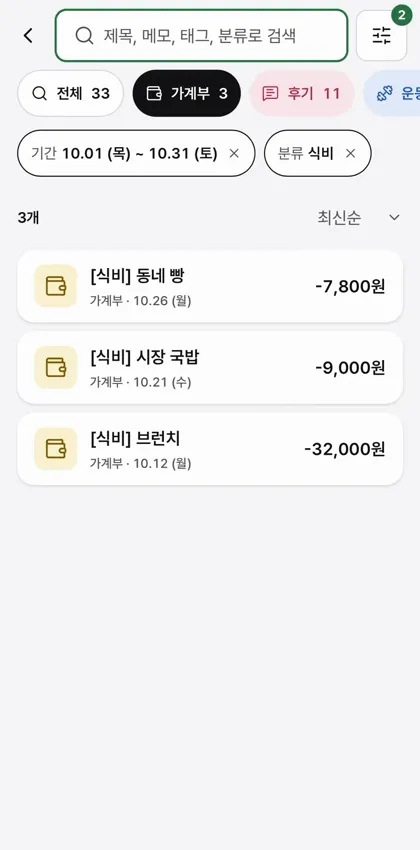 제목, 메모, 태그, 분류로 검색
2
전체 33
가계부 3
후기 11
운동
기간 10.01 (목) ~ 10.31 (토)
분류 식비
3개
최신순
[식비] 동네 빵
가계부 · 10.26 (월)
-7,800원
[식비] 시장 국밥
가계부 · 10.21 (수)
-9,000원
[식비] 브런치
가계부 · 10.12 (월)
-32,000원